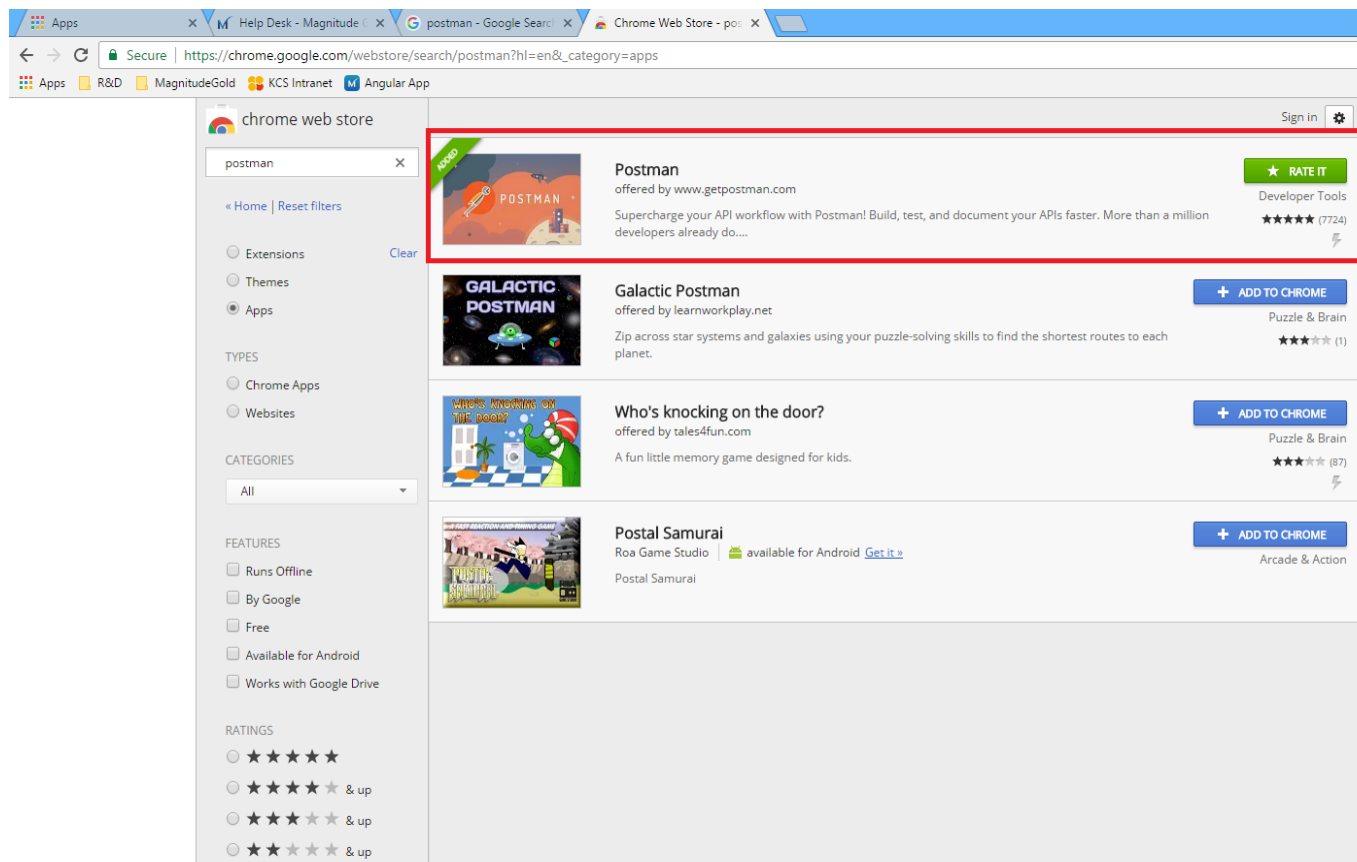 Apps
Help Desk - Magnitude G
postman - Google Search
Chrome Web Store - pos
Secure https://chrome.google.com/webstore/search/postman?hl=en&_category=apps
Apps R&D MagnitudeGold KCS Intranet M Angular App
chrome web store
Sign in
postman
« Home | Reset filters
Extensions Clear
Themes
Apps
TYPES
Chrome Apps
Websites
CATEGORIES
All
FEATURES
Runs Offline
By Google
Free
Available for Android
Works with Google Drive
RATINGS
& up
& up
& up
ADDED
POSTMAN
Postman
offered by www.getpostman.com
Supercharge your API workflow with Postman! Build, test, and document your APIs faster. More than a million
developers already do....
RATE IT
Developer Tools
(7724)
GALACTIC
POSTMAN
Galactic Postman
offered by learnworkplay.net
Zip across star systems and galaxies using your puzzle-solving skills to find the shortest routes to each
planet.
ADD TO CHROME
Puzzle & Brain
(1)
WHO'S KNOCKING ON
THE DOOR?
Who's knocking on the door?
offered by tales4fun.com
A fun little memory game designed for kids.
ADD TO CHROME
Puzzle & Brain
(87)
A FAST REACTION AND TIMING GAME
POSTAL
SAMURAI
Postal Samurai
Roa Game Studio available for Android Get it »
Postal Samurai
ADD TO CHROME
Arcade & Action